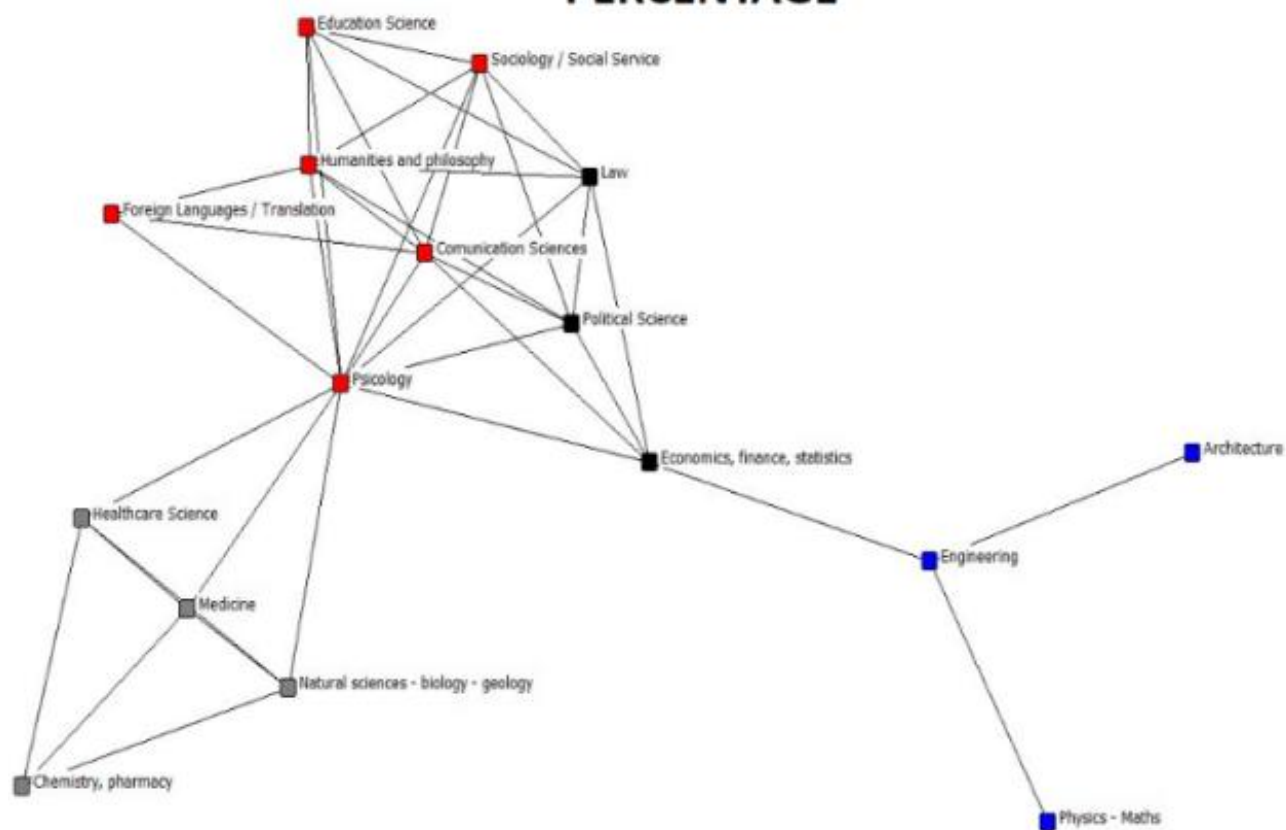 PERCENTAGE
Education Science
Sociology / Social Service
Humanities and philosophy
Law
Foreign Languages / Translation
Comunication Sciences
Political Science
Psicology
Economics, finance, statistics
Architecture
Healthcare Science
Engineering
Medicine
Natural sciences - biology - geology
Chemistry, pharmacy
Physics - Maths